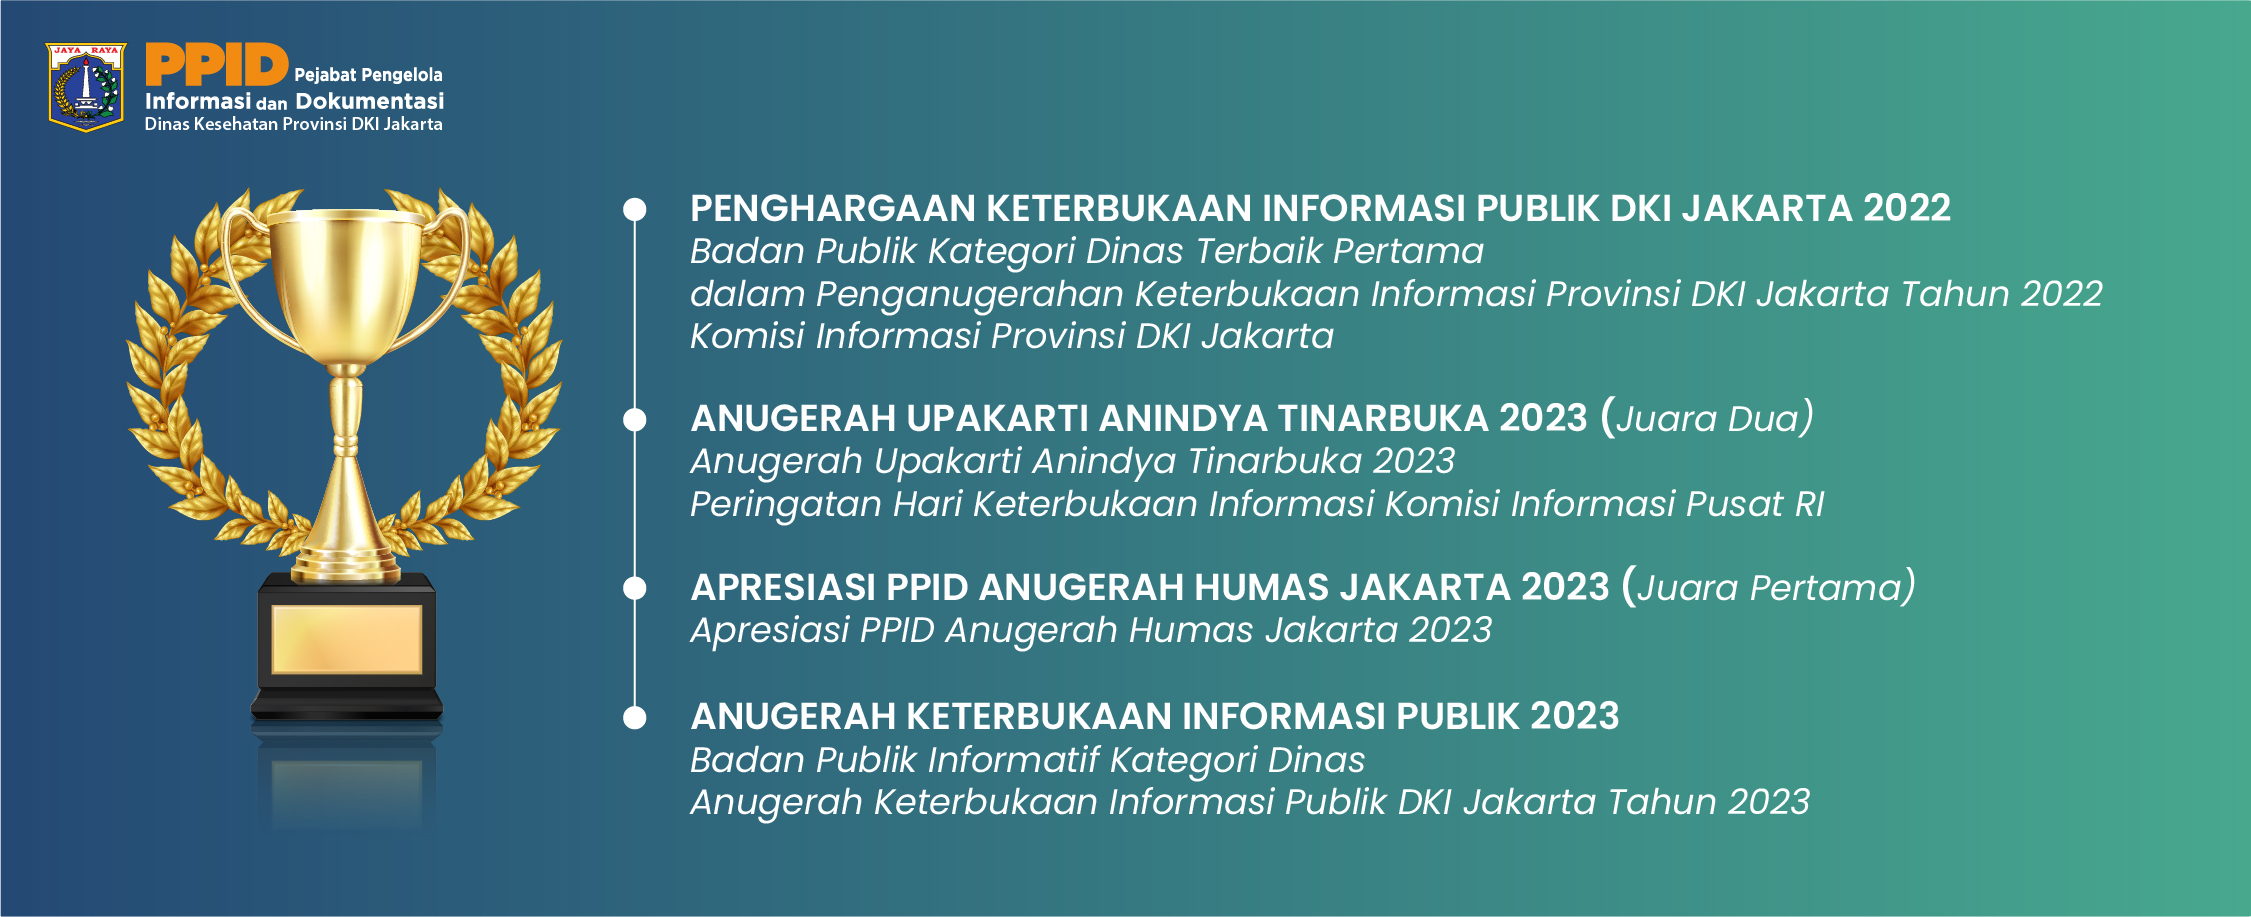 JAYA RAYA
PPID Pejabat Pengelola
Informasi dan Dokumentasi
Dinas Kesehatan Provinsi DKI Jakarta
PENGHARGAAN KETERBUKAAN INFORMASI PUBLIK DKI JAKARTA 2022
Badan Publik Kategori Dinas Terbaik Pertama
dalam Penganugerahan Keterbukaan Informasi Provinsi DKI Jakarta Tahun 2022
Komisi Informasi Provinsi DKI Jakarta
ANUGERAH UPAKARTI ANINDYA TINARBUKA 2023 (Juara Dua)
Anugerah Upakarti Anindya Tinarbuka 2023
Peringatan Hari Keterbukaan Informasi Komisi Informasi Pusat RI
APRESIASI PPID ANUGERAH HUMAS JAKARTA 2023 (Juara Pertama)
Apresiasi PPID Anugerah Humas Jakarta 2023
ANUGERAH KETERBUKAAN INFORMASI PUBLIK 2023
Badan Publik Informatif Kategori Dinas
Anugerah Keterbukaan Informasi Publik DKI Jakarta Tahun 2023